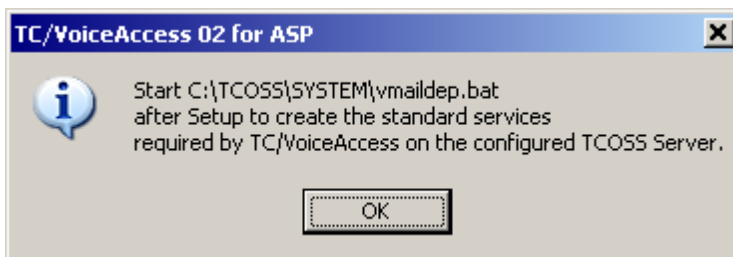 TC/VoiceAccess 02 for ASP
Start C:\TCOSS\SYSTEM\vmaildep.bat
after Setup to create the standard services
required by TC/VoiceAccess on the configured TCOSS Server.
OK